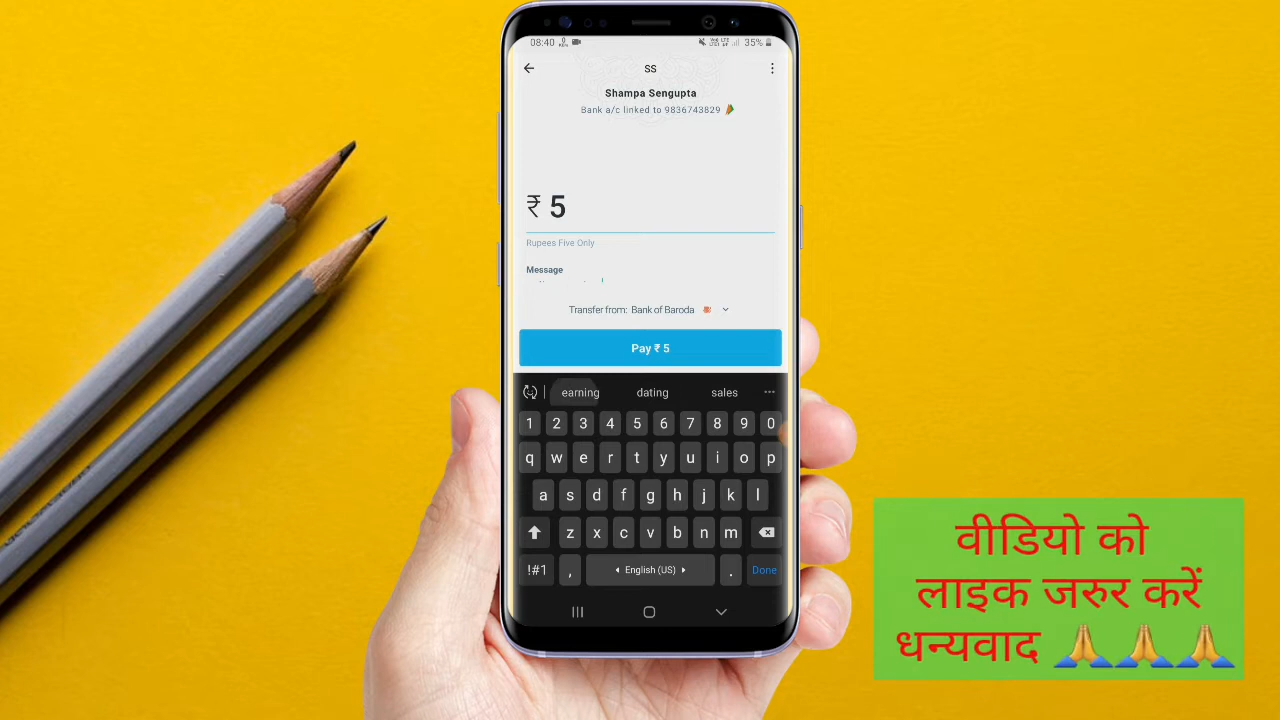 08:40
35%
SS
Shampa Sengupta
Bank a/c linked to 9836743829
₹ 5
Rupees Five Only
Message
Transfer from: Bank of Baroda
Pay ₹ 5
earning dating sales ...
1 2 3 4 5 6 7 8 9 0
q w e r t y u i o p
a s d f g h j k l
z x c v b n m
!#1 , English (US) . Done
वीडियो को
लाइक जरुर करें
धन्यवाद 🙏🙏🙏